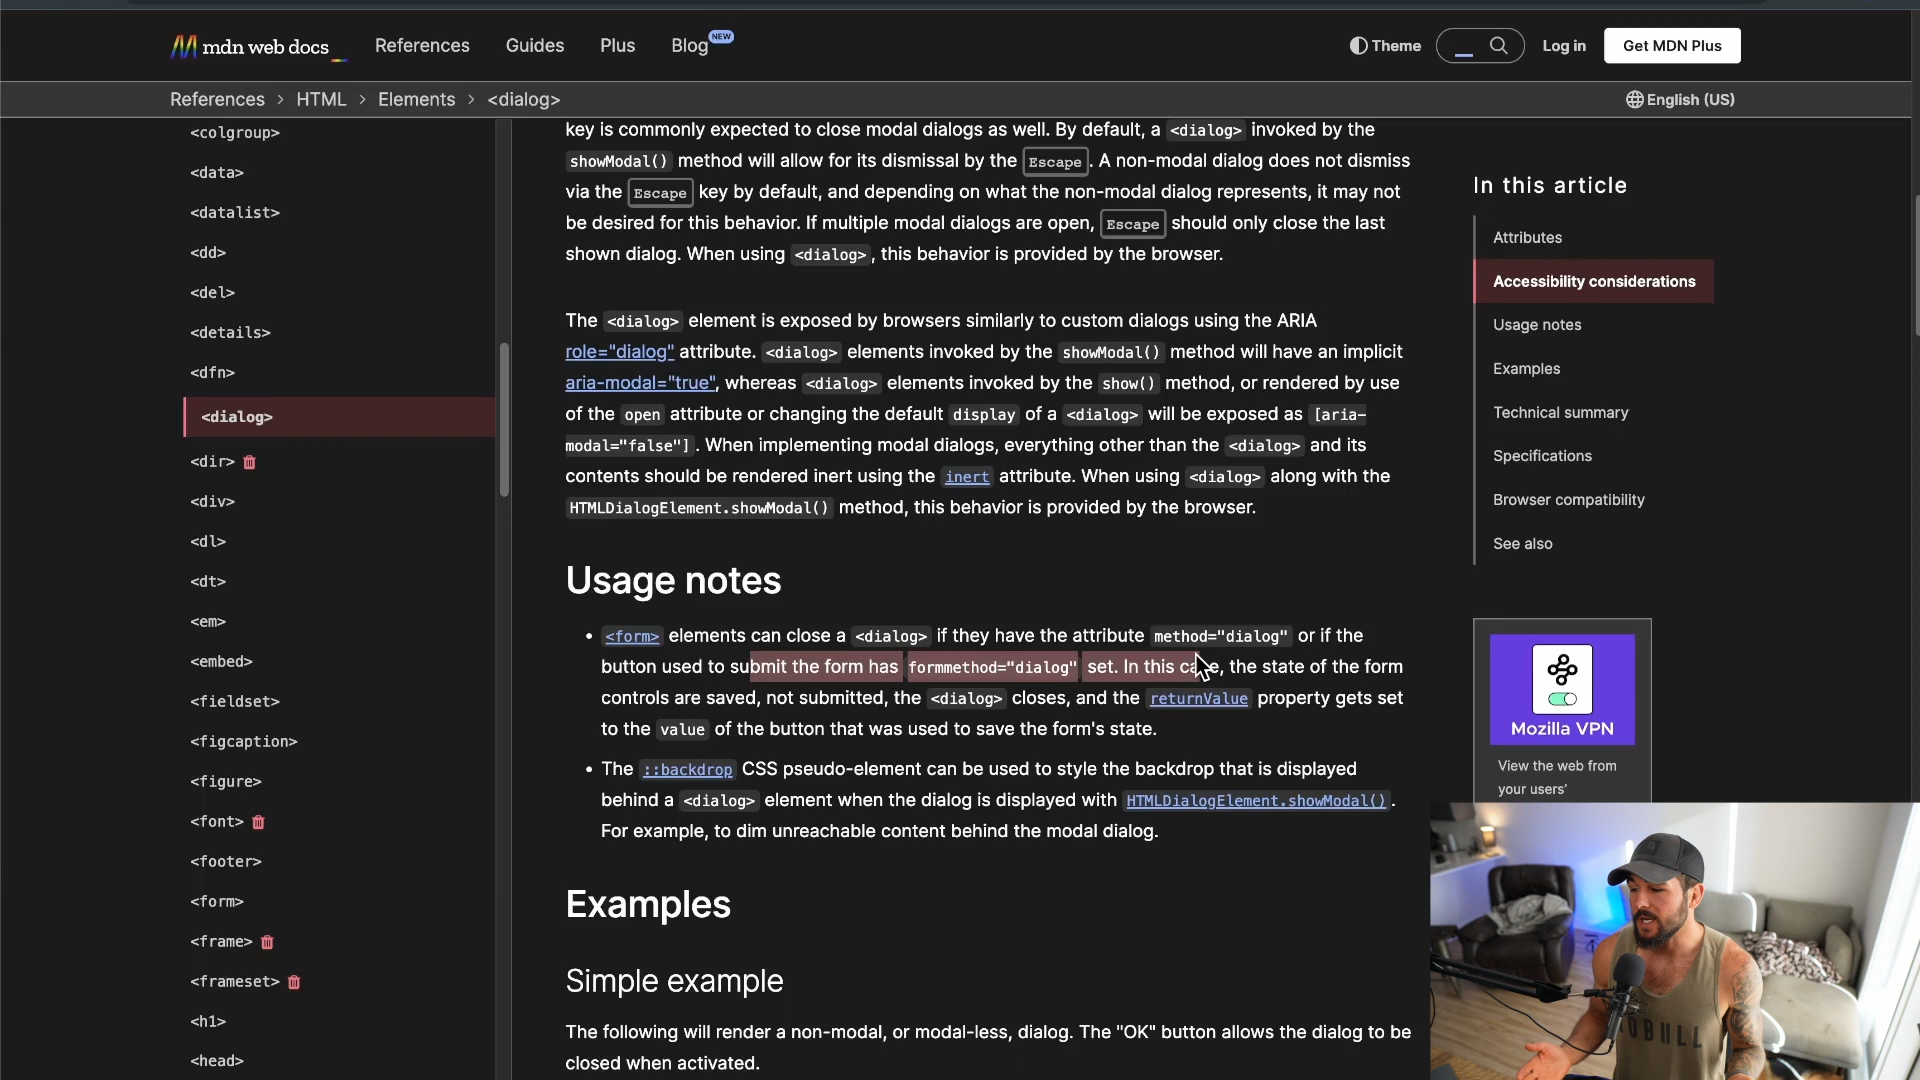 mdn web docs_
References
Guides
Plus
Blog
NEW
Theme
Log in
Get MDN Plus
References > HTML > Elements > <dialog>
English (US)
<colgroup>
<data>
<datalist>
<dd>
<del>
<details>
<dfn>
<dialog>
<dir>
<div>
<dl>
<dt>
<em>
<embed>
<fieldset>
<figcaption>
<figure>
<font>
<footer>
<form>
<frame>
<frameset>
<h1>
<head>
key is commonly expected to close modal dialogs as well. By default, a <dialog> invoked by the
showModal() method will allow for its dismissal by the Escape. A non-modal dialog does not dismiss
via the Escape key by default, and depending on what the non-modal dialog represents, it may not
be desired for this behavior. If multiple modal dialogs are open, Escape should only close the last
shown dialog. When using <dialog>, this behavior is provided by the browser.
The <dialog> element is exposed by browsers similarly to custom dialogs using the ARIA
role="dialog" attribute. <dialog> elements invoked by the showModal() method will have an implicit
aria-modal="true", whereas <dialog> elements invoked by the show() method, or rendered by use
of the open attribute or changing the default display of a <dialog> will be exposed as [aria-
modal="false"]. When implementing modal dialogs, everything other than the <dialog> and its
contents should be rendered inert using the inert attribute. When using <dialog> along with the
HTMLDialogElement.showModal() method, this behavior is provided by the browser.
Usage notes
• <form> elements can close a <dialog> if they have the attribute method="dialog" or if the
button used to submit the form has formmethod="dialog" set. In this case, the state of the form
controls are saved, not submitted, the <dialog> closes, and the returnValue property gets set
to the value of the button that was used to save the form's state.
• The ::backdrop CSS pseudo-element can be used to style the backdrop that is displayed
behind a <dialog> element when the dialog is displayed with HTMLDialogElement.showModal().
For example, to dim unreachable content behind the modal dialog.
Examples
Simple example
The following will render a non-modal, or modal-less, dialog. The "OK" button allows the dialog to be
closed when activated.
In this article
Attributes
Accessibility considerations
Usage notes
Examples
Technical summary
Specifications
Browser compatibility
See also
Mozilla VPN
View the web from
your users'